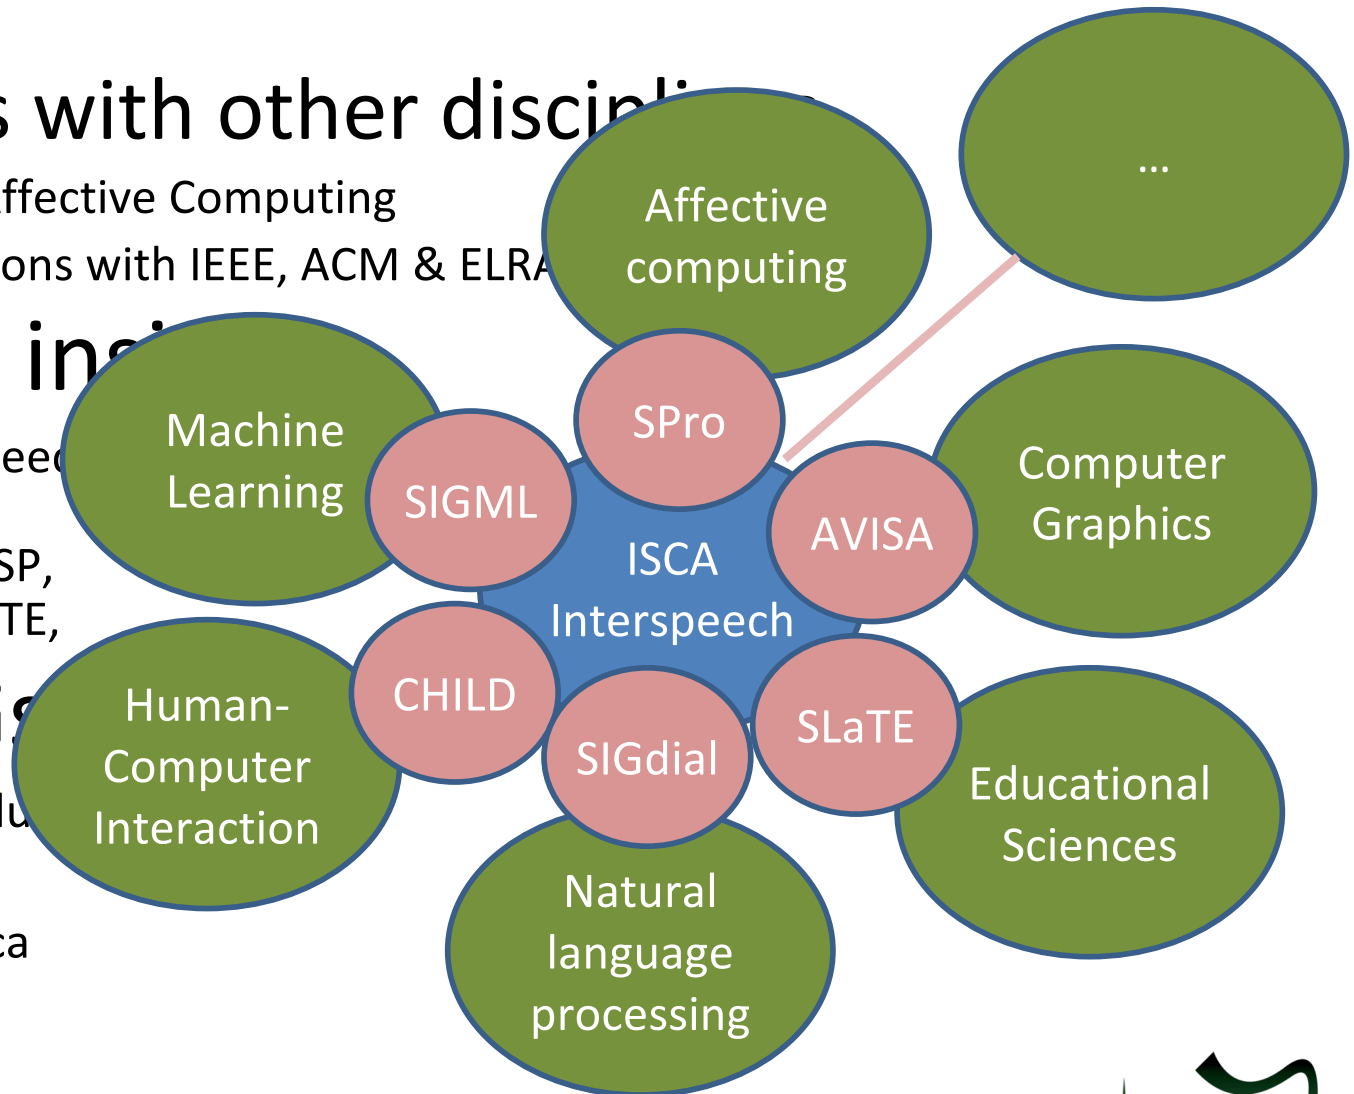 s with other disciplines
ffective Computing
ons with IEEE, ACM & ELRA
SP,
TE,
ca
Affective
computing
...
Machine
Learning
SPro
SIGML
AVISA
Computer
Graphics
ISCA
Interspeech
CHILD
SIGdial
SLaTE
Human-
Computer
Interaction
Educational
Sciences
Natural
language
processing